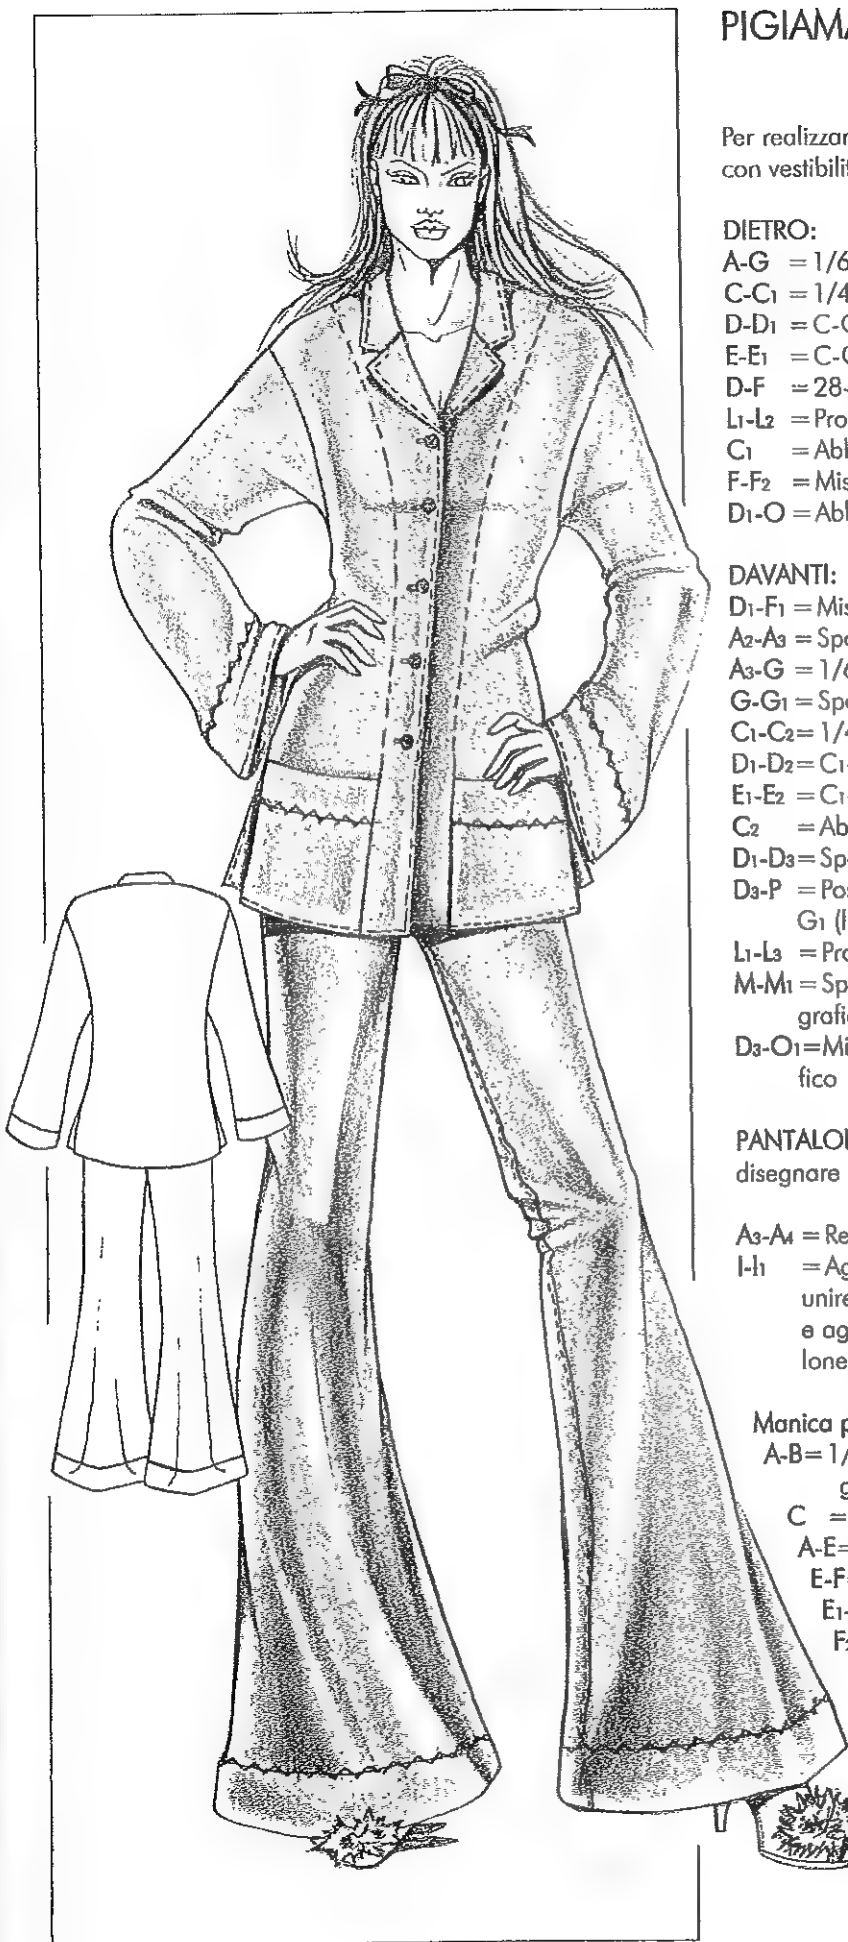 PIGIAMA
Per realizzar
con vestibilit
DIETRO:
A-G = 1/6
C-C1 = 1/4
D-D1 = C-C
E-E1 = C-C
D-F = 28-
L1-L2 = Pro
C1 = Abl
F-F2 = Mis
D1-O = Abl
DAVANTI:
D1-F1 = Mis
A2-A3 = Spo
A3-G = 1/6
G-G1 = Spo
C1-C2= 1/4
D1-D2= C1-
E1-E2 = C1-
C2 = Ab
D1-D3= Sp
D3-P = Pos
G1 (l
L1-L3 = Pro
M-M1 = Sp
grafic
D3-O1=Mi
fico
PANTALO
disegnare
A3-A4 = Re
I-I1 = Ag
unire
e ag
lone
Manica p
A-B= 1/
g
C =
A-E=
E-F=
E1-
F2